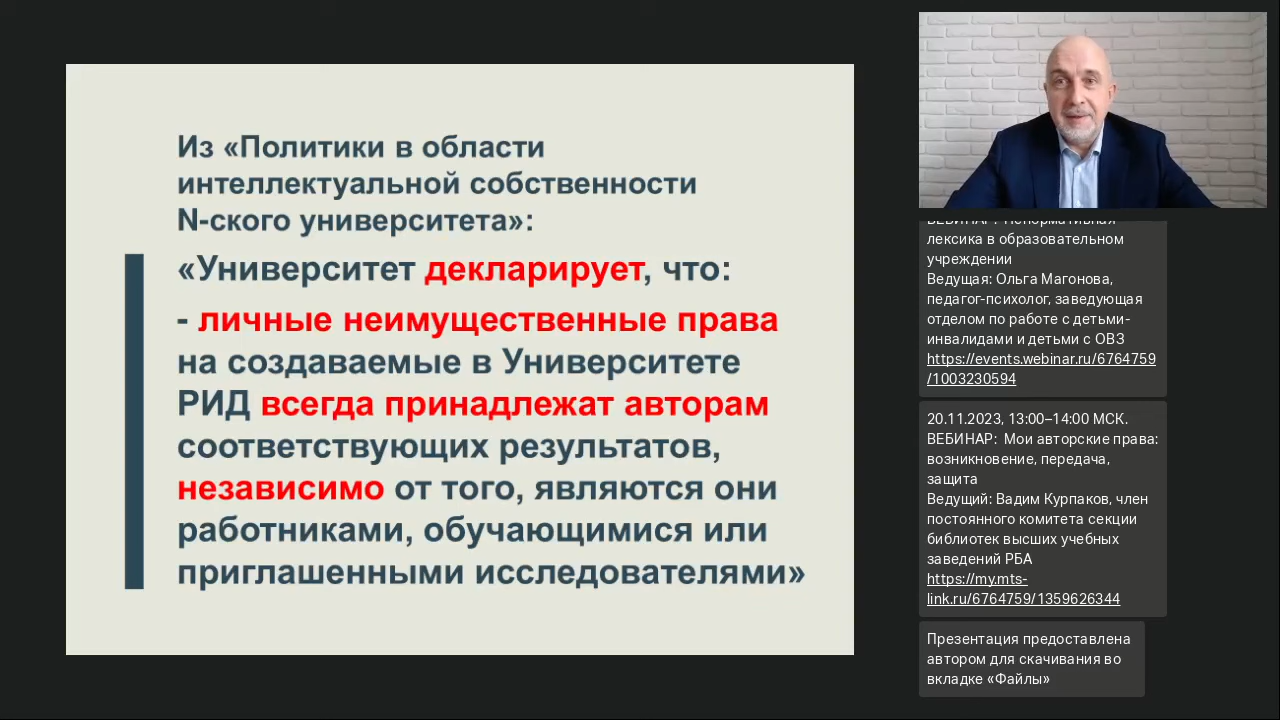 Из «Политики в области
интеллектуальной собственности
N-ского университета»:
«Университет декларирует, что:
- личные неимущественные права
на создаваемые в Университете
РИД всегда принадлежат авторам
соответствующих результатов,
независимо от того, являются они
работниками, обучающимися или
приглашенными исследователями»
ВЕБИНАР: Ненормативная
лексика в образовательном
учреждении
Ведущая: Ольга Магонова,
педагог-психолог, заведующая
отделом по работе с детьми-
инвалидами и детьми с ОВЗ
https://events.webinar.ru/6764759
/1003230594
20.11.2023, 13:00–14:00 МСК.
ВЕБИНАР: Мои авторские права:
возникновение, передача,
защита
Ведущий: Вадим Курпаков, член
постоянного комитета секции
библиотек высших учебных
заведений РБА
https://my.mts-
link.ru/6764759/1359626344
Презентация предоставлена
автором для скачивания во
вкладке «Файлы»